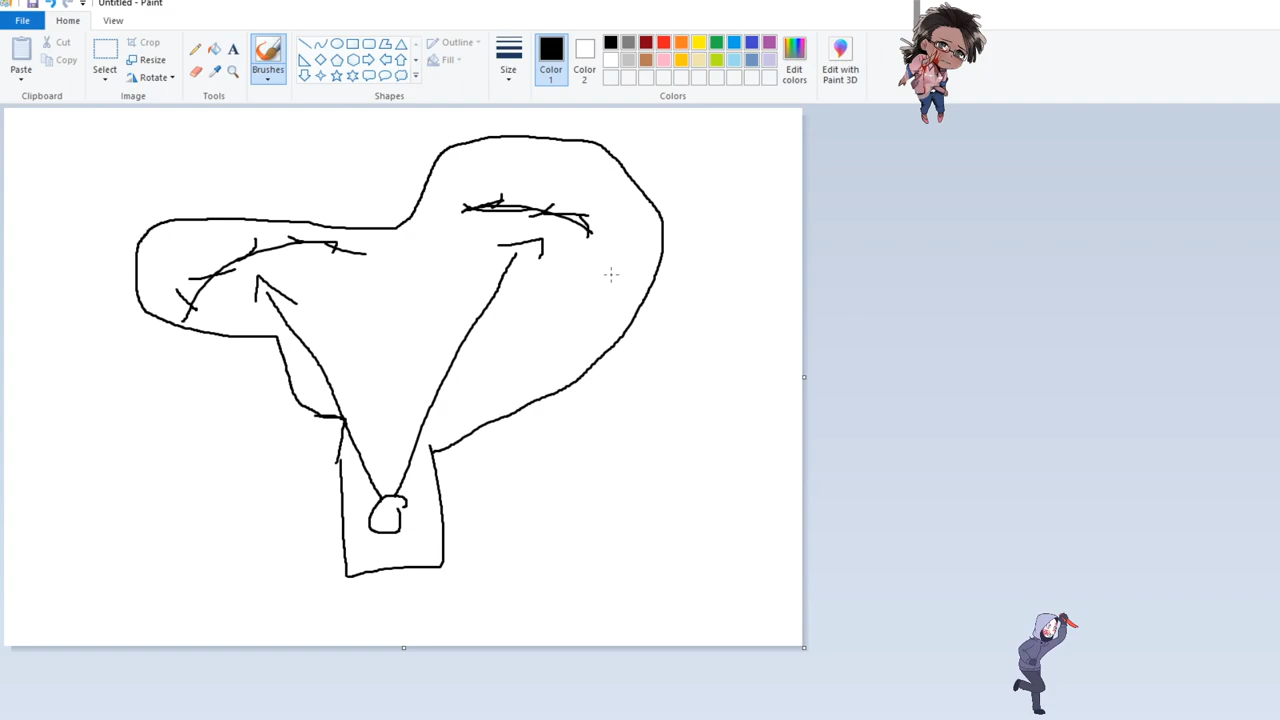 Untitled - Paint
File Home View
Paste
Cut
Copy
Clipboard
Select
Crop
Resize
Rotate
Image
A
Tools
Brushes
Outline
Fill
Shapes
Size
Color
1
Color
2
Edit
colors
Colors
Edit with
Paint 3D